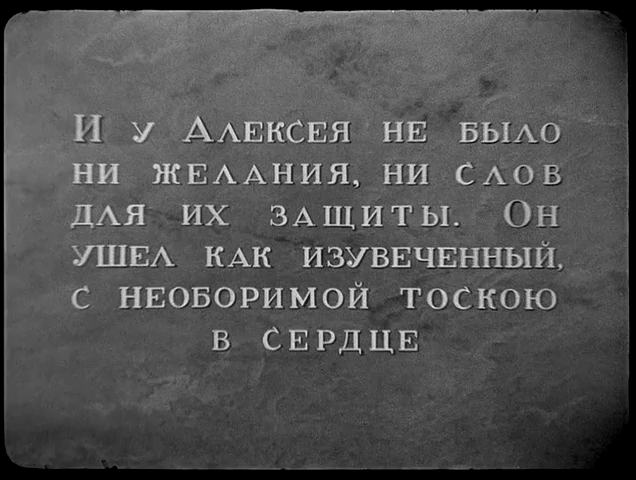 И у Алексея не было
ни желания, ни слов
для их защиты. Он
ушел как изувеченный,
с необоримой тоскою
в сердце